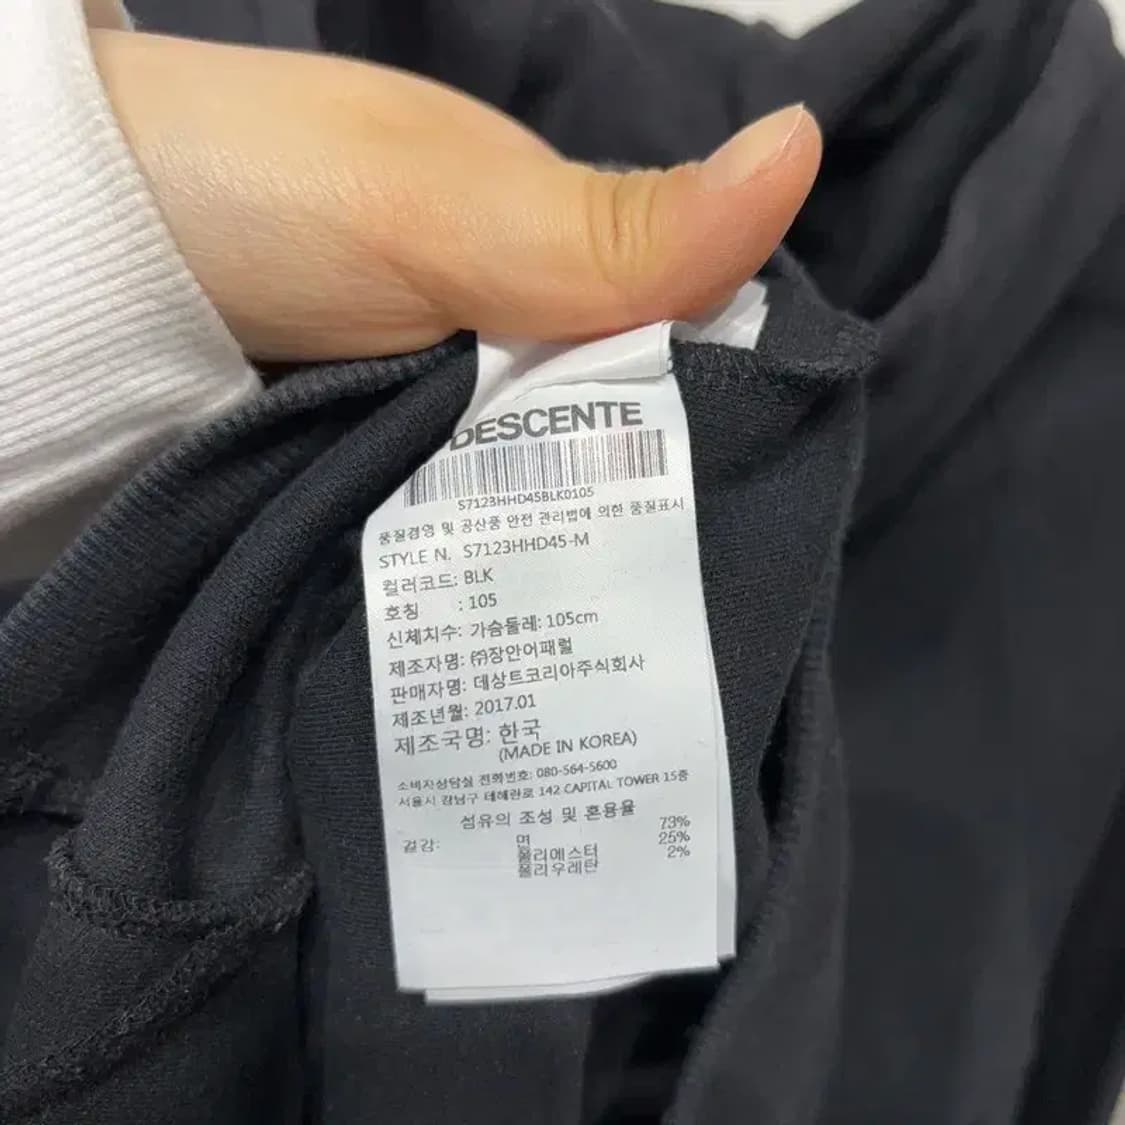 DESCENTE
S7123HHD45BLK0105
품질경영 및 공산품 안전 관리법에 의한 품질표시
STYLE N. S7123HHD45-M
컬러코드: BLK
호칭 : 105
신체치수: 가슴둘레: 105cm
제조자명: ㈜장안어패럴
판매자명: 데상트코리아주식회사
제조년월: 2017.01
제조국명: 한국
(MADE IN KOREA)
소비자상담실 전화번호: 080-564-5600
서울시 강남구 테헤란로 142 CAPITAL TOWER 15층
섬유의 조성 및 혼용율
겉감: 면 73%
폴리에스터 25%
폴리우레탄 2%